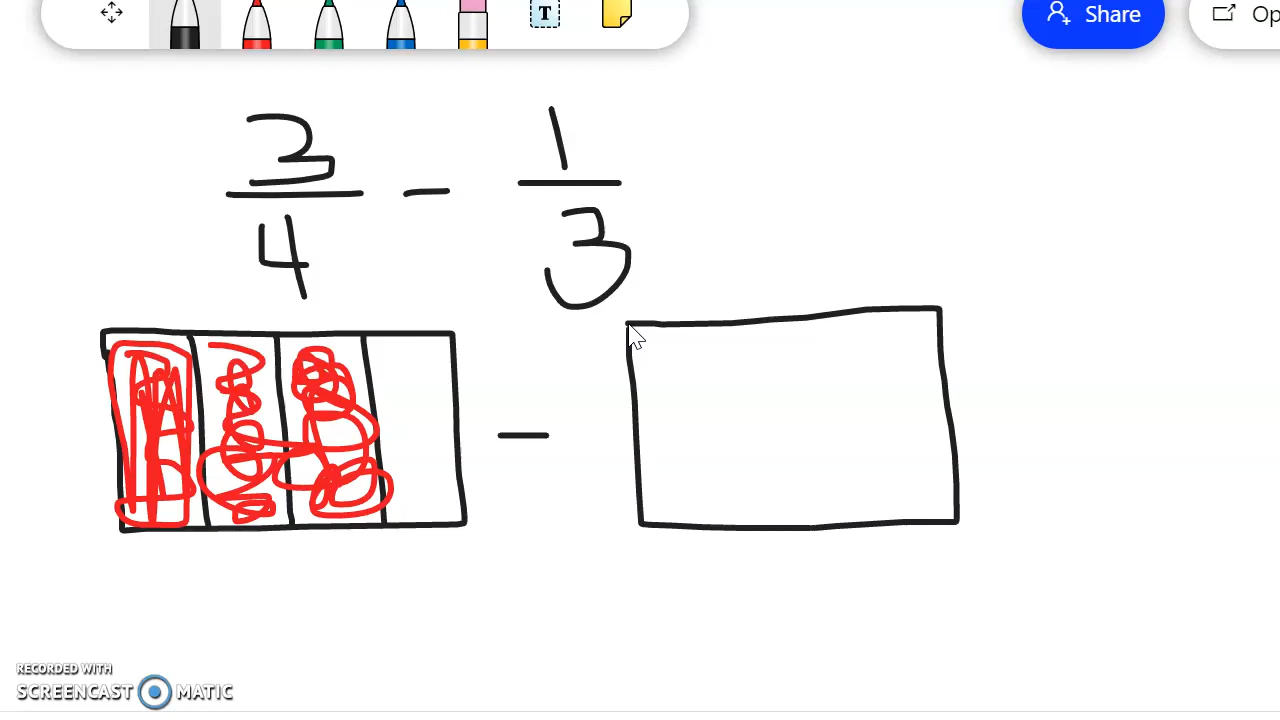 T
Share
Op
3/4 - 1/3
-
RECORDED WITH
SCREENCAST MATIC